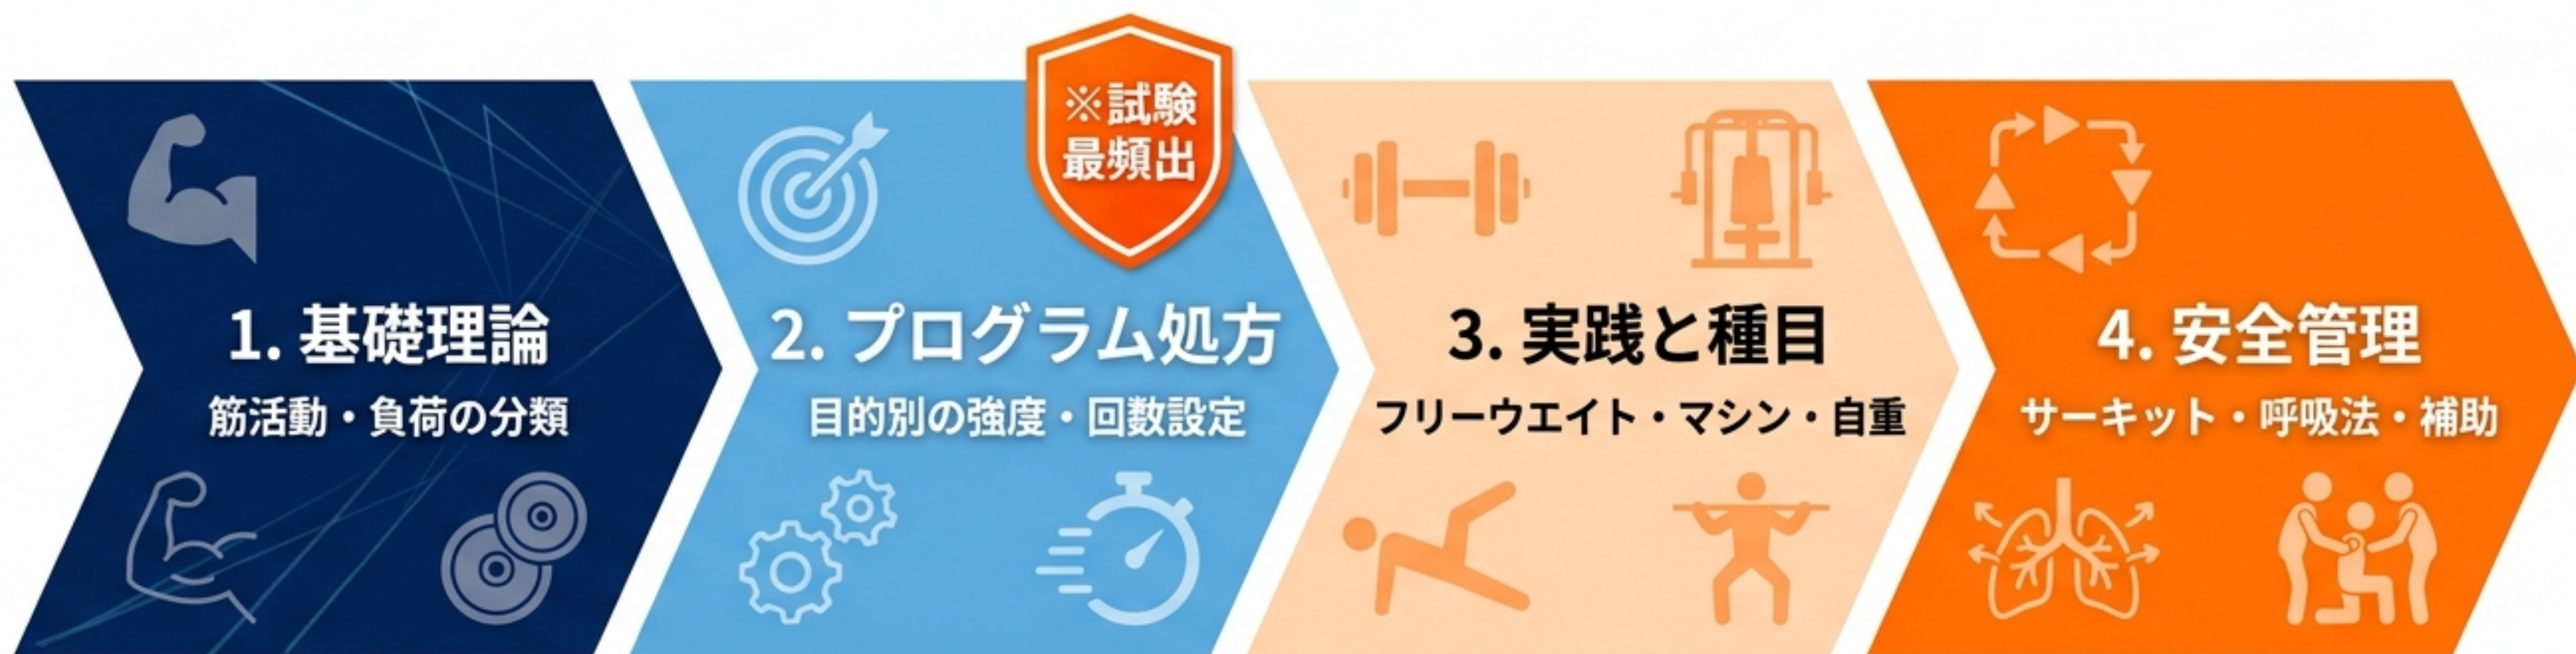 ※試験
最頻出
1. 基礎理論
筋活動・負荷の分類
2. プログラム処方
目的別の強度・回数設定
3. 実践と種目
フリーウエイト・マシン・自重
4. 安全管理
サーキット・呼吸法・補助